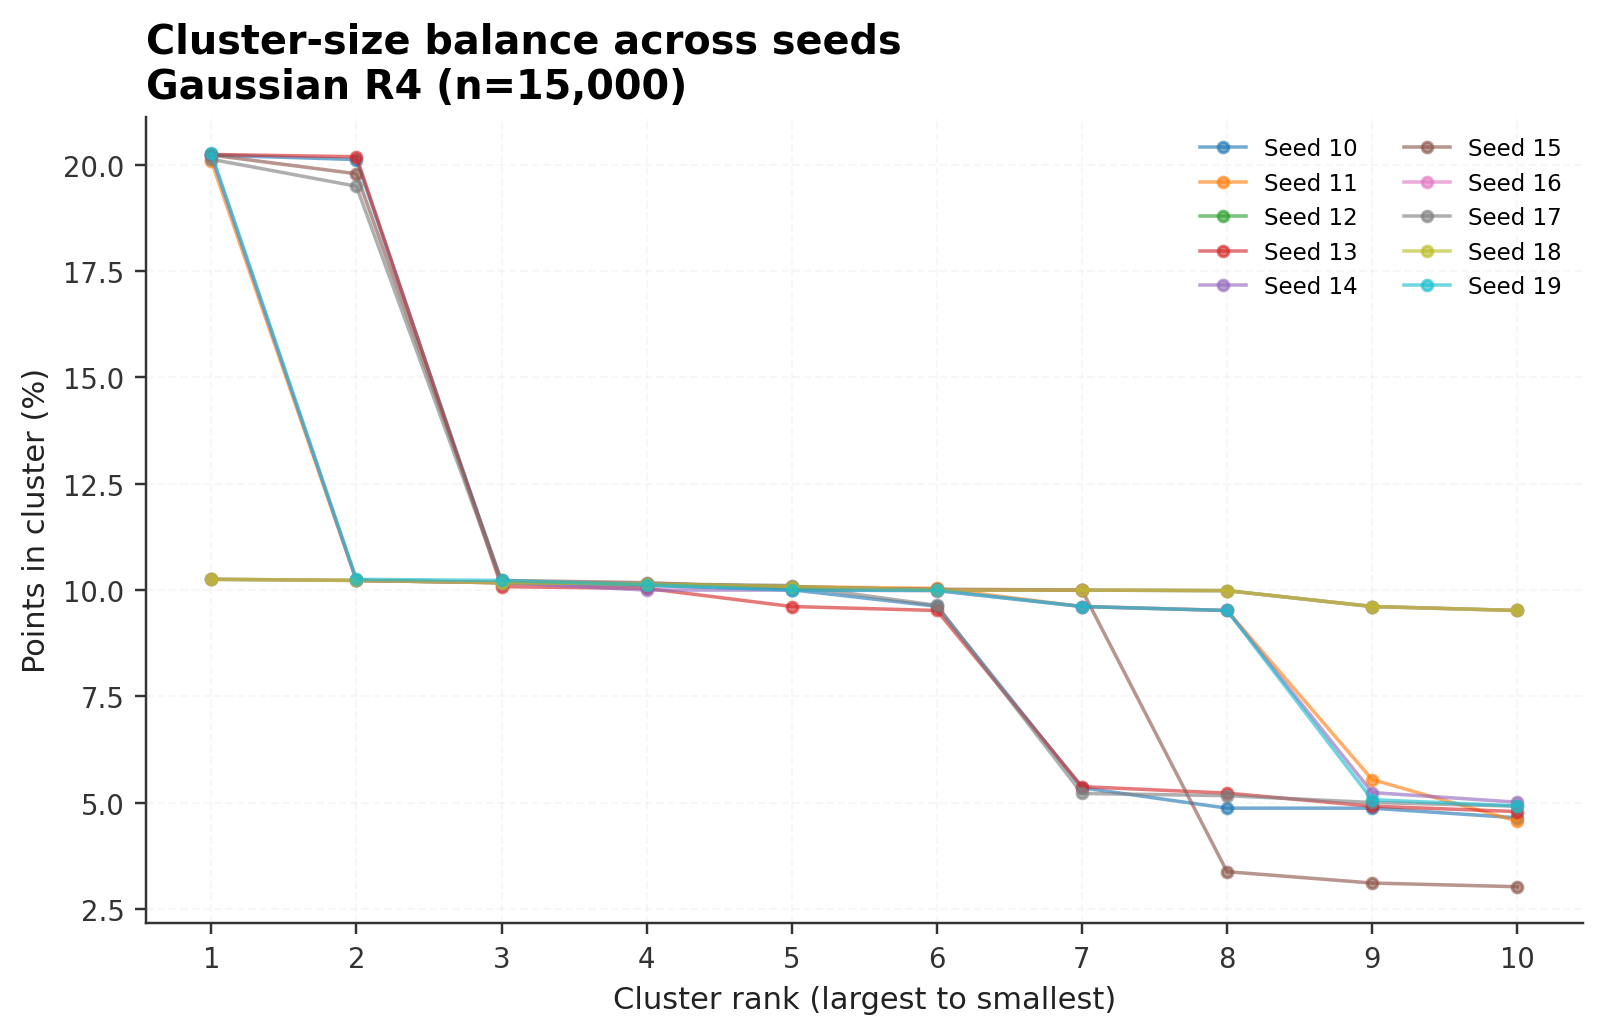 Cluster-size balance across seeds
Gaussian R4 (n=15,000)
Points in cluster (%)
20.0
17.5
15.0
12.5
10.0
7.5
5.0
2.5
Seed 10
Seed 11
Seed 12
Seed 13
Seed 14
Seed 15
Seed 16
Seed 17
Seed 18
Seed 19
1 2 3 4 5 6 7 8 9 10
Cluster rank (largest to smallest)